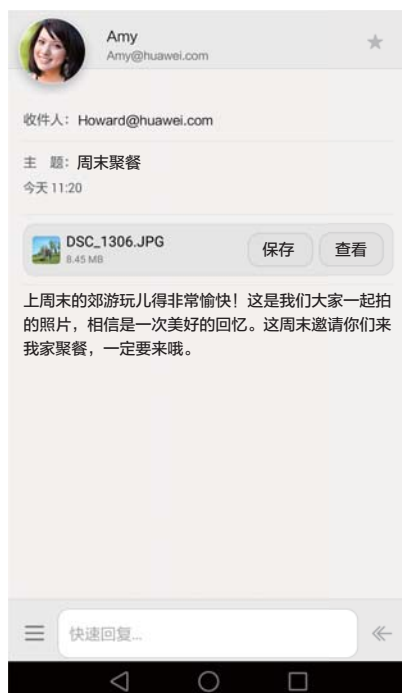 Amy
Amy@huawei.com
收件人：Howard@huawei.com
主 题：周末聚餐
今天 11:20
DSC_1306.JPG
8.45 MB
保存
查看
上周末的郊游玩儿得非常愉快！这是我们大家一起拍
的照片，相信是一次美好的回忆。这周末邀请你们来
我家聚餐，一定要来哦。
快速回复...